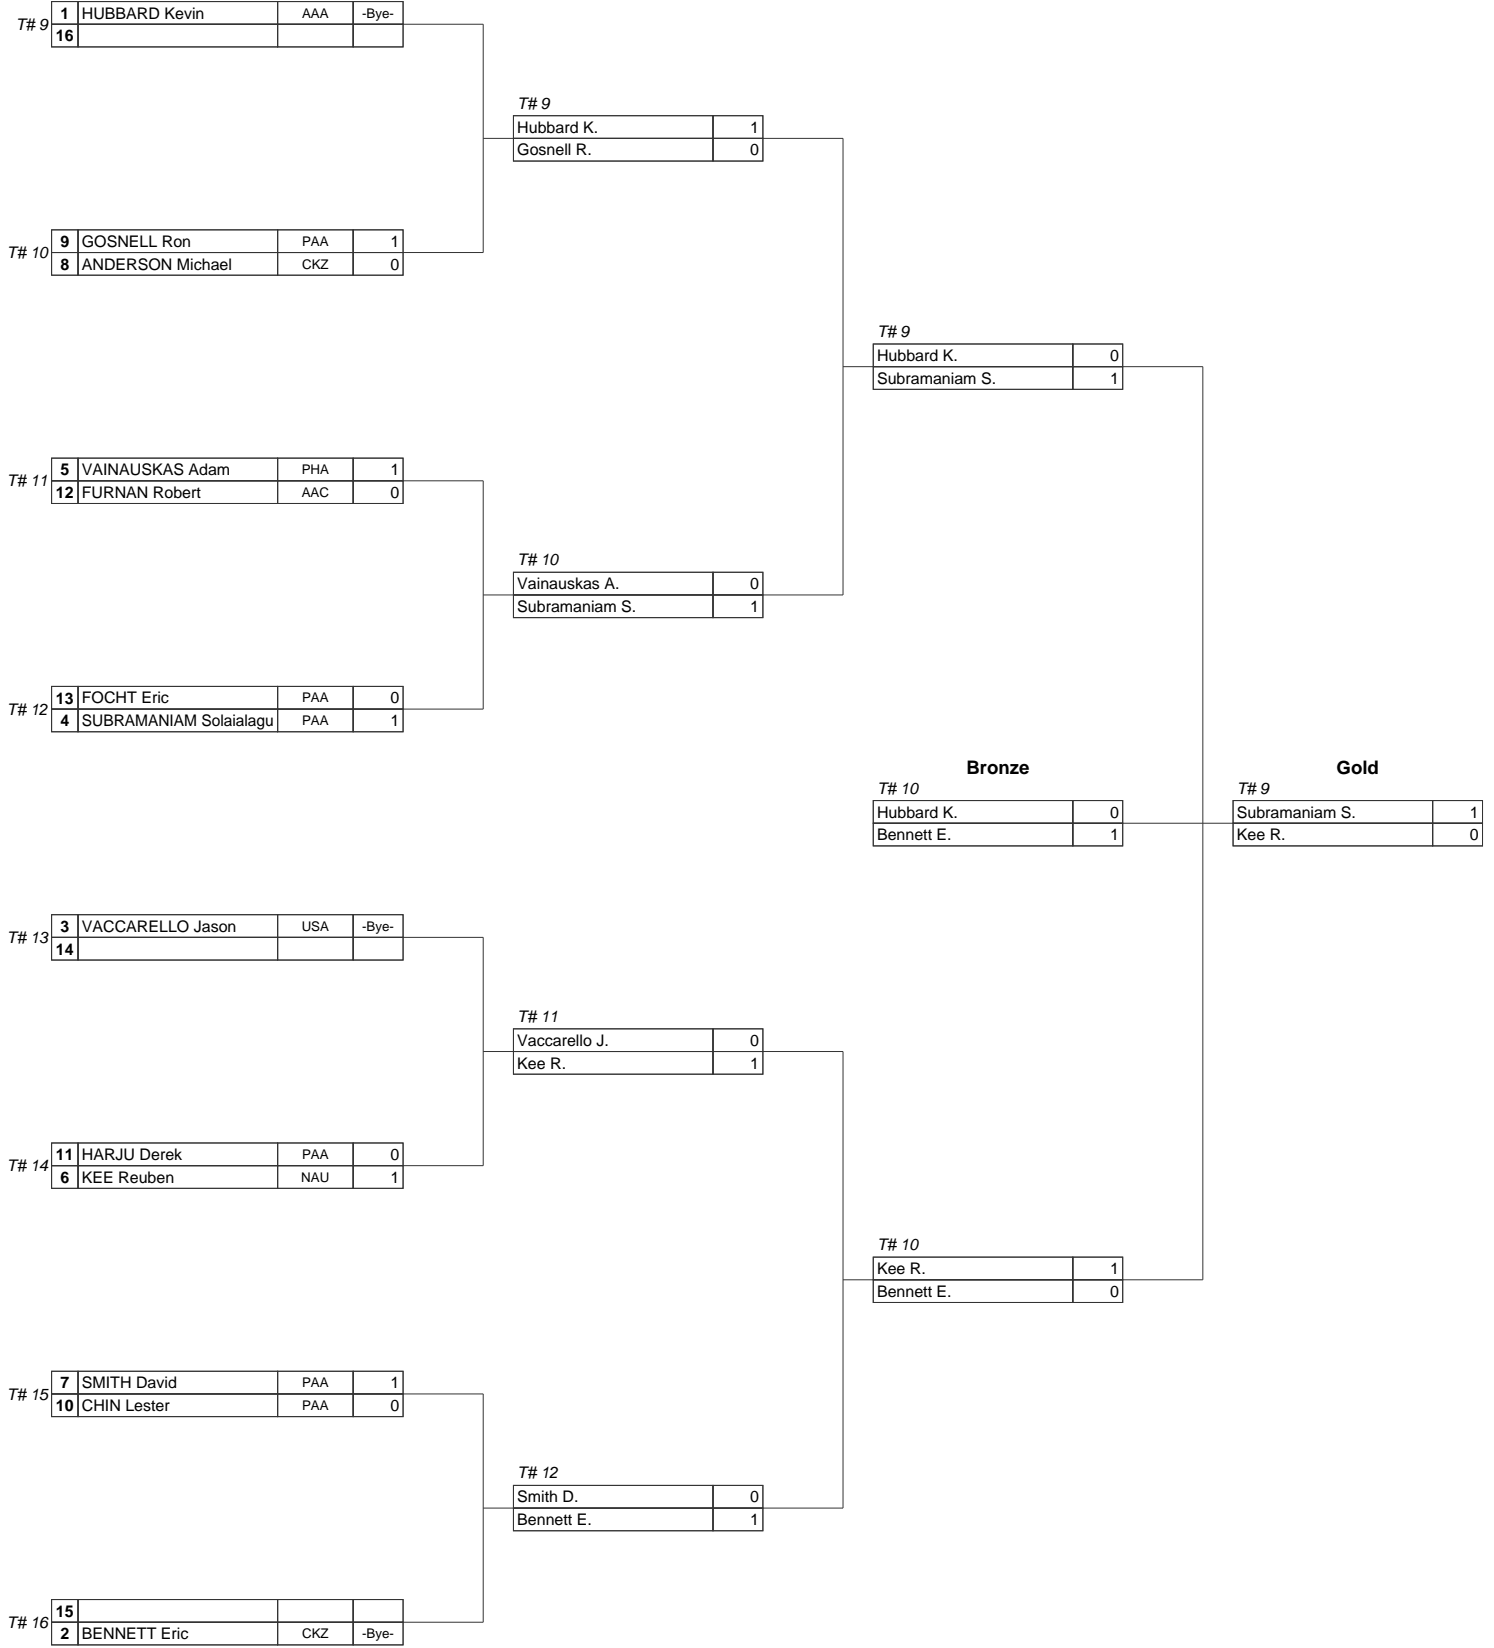 T# 9
1 HUBBARD Kevin AAA -Bye-
16
T# 9
Hubbard K. 1
Gosnell R. 0
T# 10
9 GOSNELL Ron PAA 1
8 ANDERSON Michael CKZ 0
T# 9
Hubbard K. 0
Subramaniam S. 1
T# 11
5 VAINAUSKAS Adam PHA 1
12 FURNAN Robert AAC 0
T# 10
Vainauskas A. 0
Subramaniam S. 1
T# 12
13 FOCHT Eric PAA 0
4 SUBRAMANIAM Solaialagu PAA 1
Bronze
T# 10
Hubbard K. 0
Bennett E. 1
Gold
T# 9
Subramaniam S. 1
Kee R. 0
T# 13
3 VACCARELLO Jason USA -Bye-
14
T# 11
Vaccarello J. 0
Kee R. 1
T# 14
11 HARJU Derek PAA 0
6 KEE Reuben NAU 1
T# 10
Kee R. 1
Bennett E. 0
T# 15
7 SMITH David PAA 1
10 CHIN Lester PAA 0
T# 12
Smith D. 0
Bennett E. 1
T# 16
15
2 BENNETT Eric CKZ -Bye-